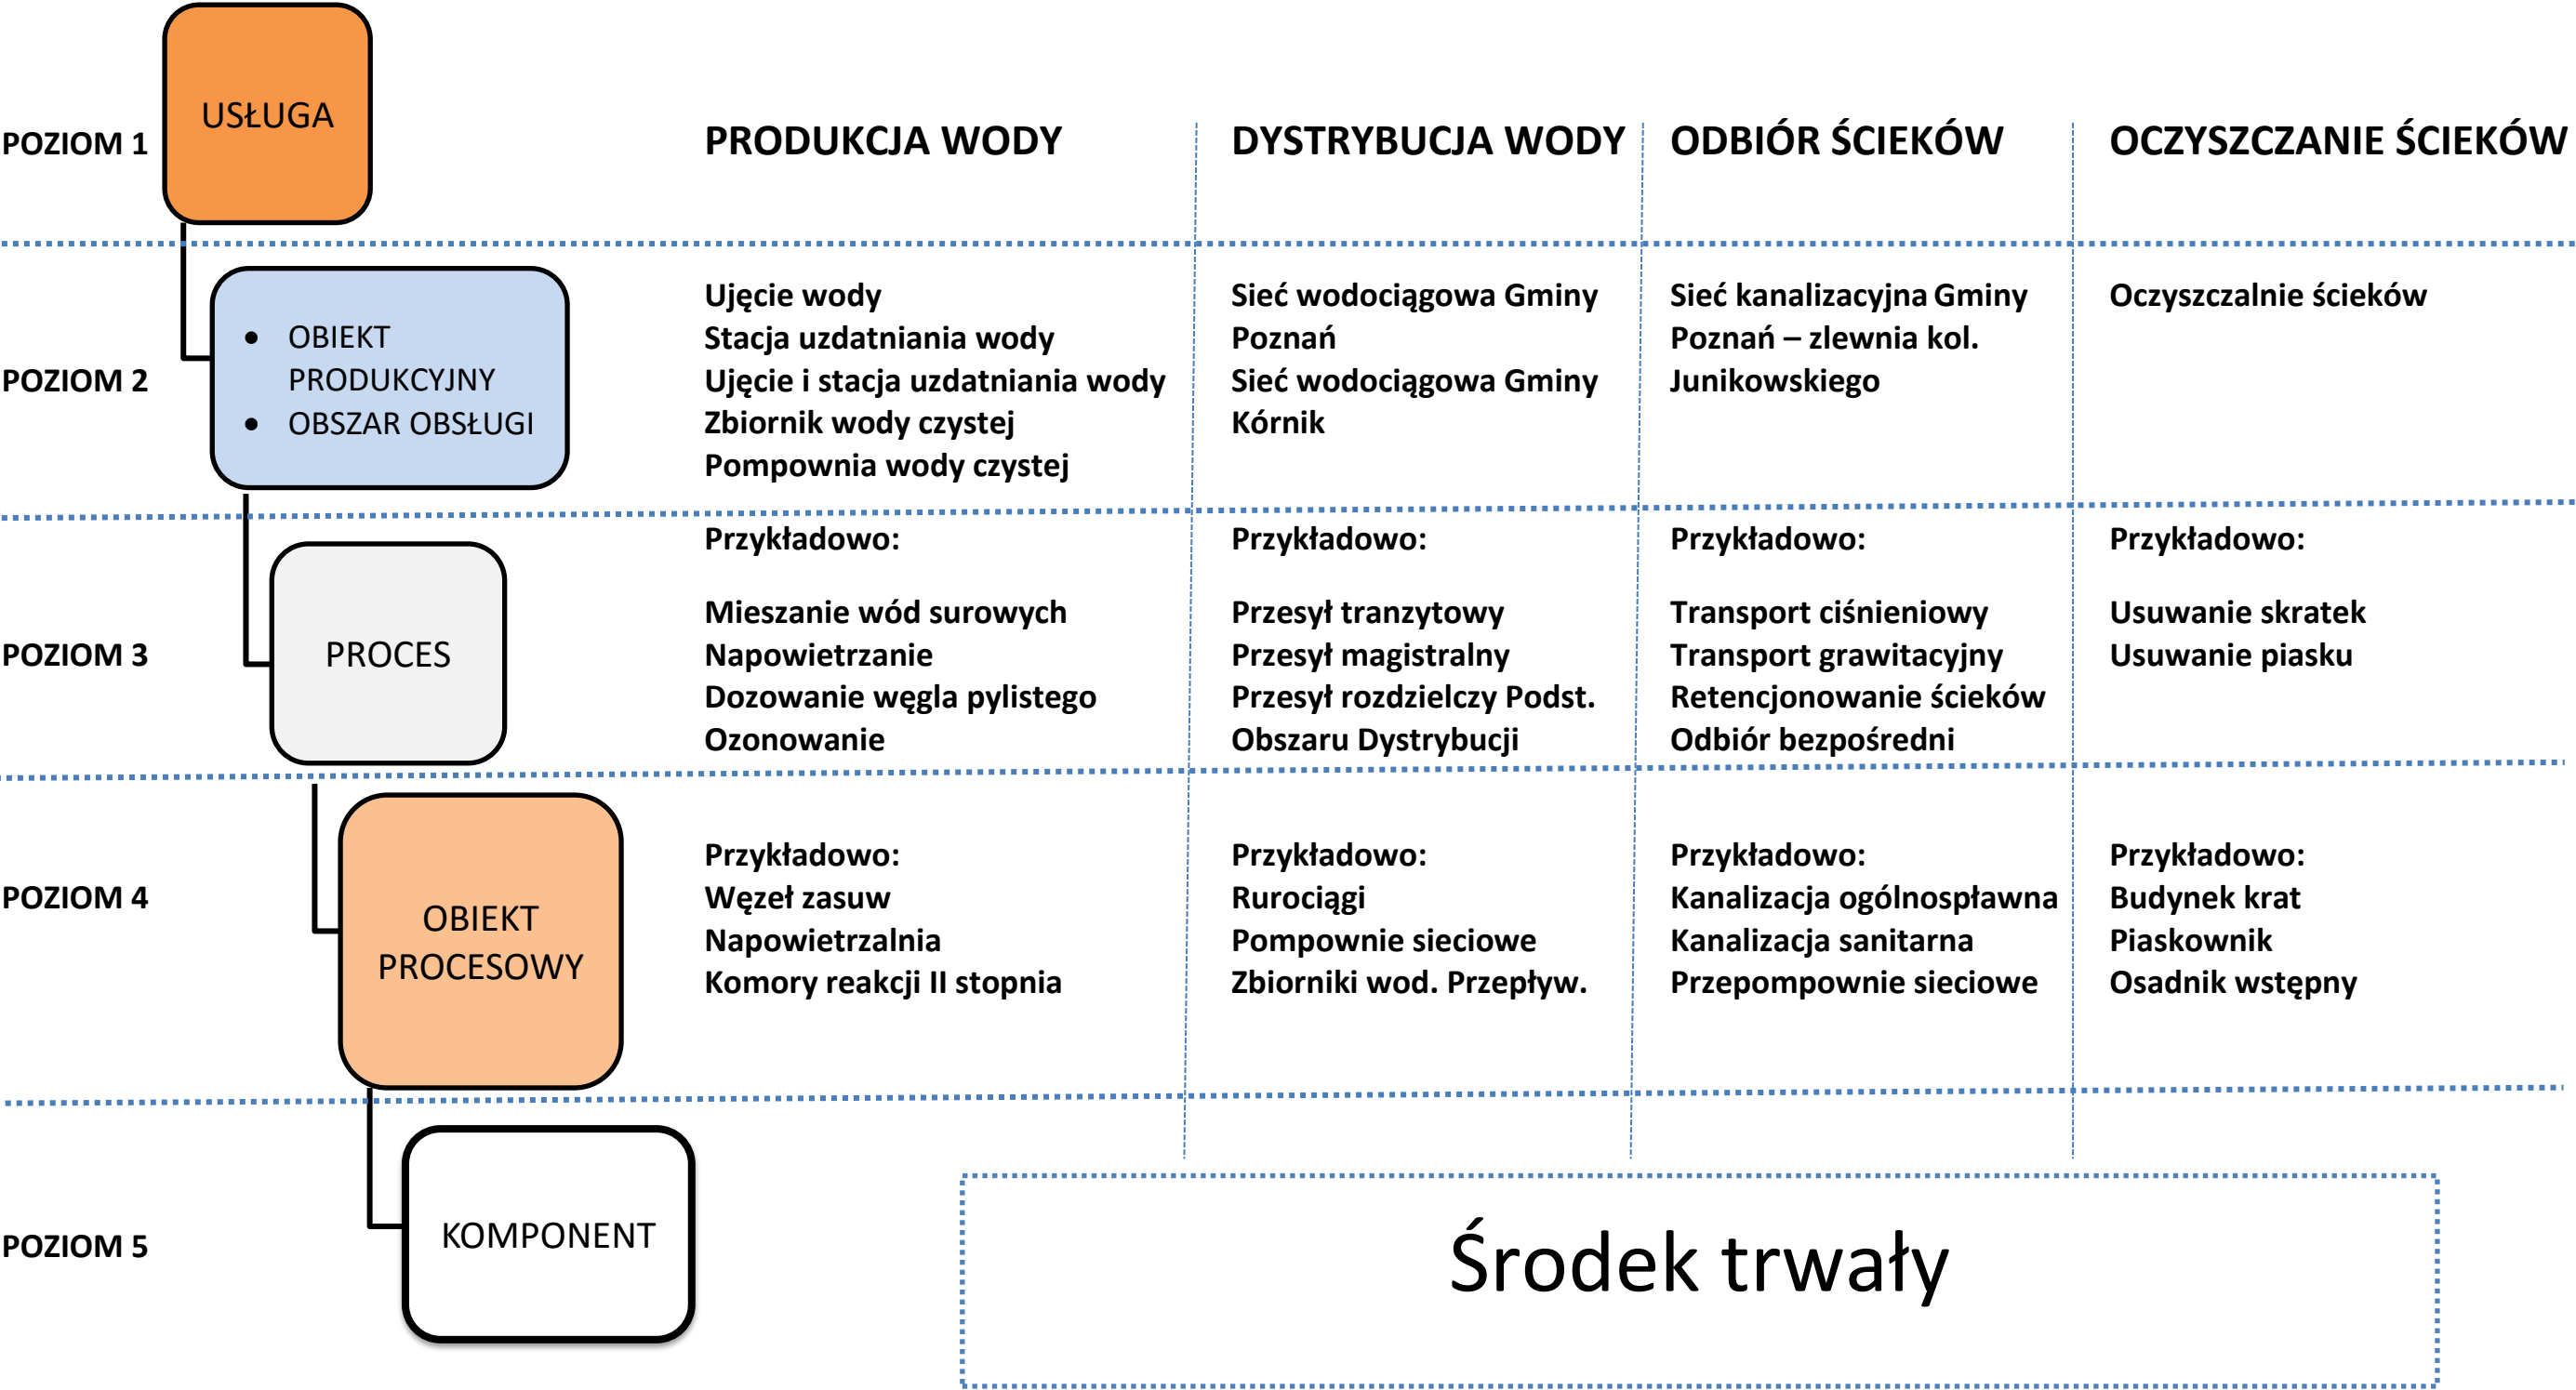 USŁUGA
POZIOM 1
PRODUKCJA WODY
DYSTRYBUCJA WODY
ODBIÓR ŚCIEKÓW
OCZYSZCZANIE ŚCIEKÓW
POZIOM 2
• OBIEKT
PRODUKCYJNY
• OBSZAR OBSŁUGI
Ujęcie wody
Stacja uzdatniania wody
Ujęcie i stacja uzdatniania wody
Zbiornik wody czystej
Pompownia wody czystej
Sieć wodociągowa Gminy
Poznań
Sieć wodociągowa Gminy
Kórnik
Sieć kanalizacyjna Gminy
Poznań – zlewnia kol.
Junikowskiego
Oczyszczalnie ścieków
POZIOM 3
PROCES
Przykładowo:
Mieszanie wód surowych
Napowietrzanie
Dozowanie węgla pylistego
Ozonowanie
Przykładowo:
Przesył tranzytowy
Przesył magistralny
Przesył rozdzielczy Podst.
Obszaru Dystrybucji
Przykładowo:
Transport ciśnieniowy
Transport grawitacyjny
Retencjonowanie ścieków
Odbiór bezpośredni
Przykładowo:
Usuwanie skratek
Usuwanie piasku
POZIOM 4
OBIEKT
PROCESOWY
Przykładowo:
Węzeł zasuw
Napowietrzalnia
Komory reakcji II stopnia
Przykładowo:
Rurociągi
Pompownie sieciowe
Zbiorniki wod. Przepływ.
Przykładowo:
Kanalizacja ogólnospławna
Kanalizacja sanitarna
Przepompownie sieciowe
Przykładowo:
Budynek krat
Piaskownik
Osadnik wstępny
POZIOM 5
KOMPONENT
Środek trwały